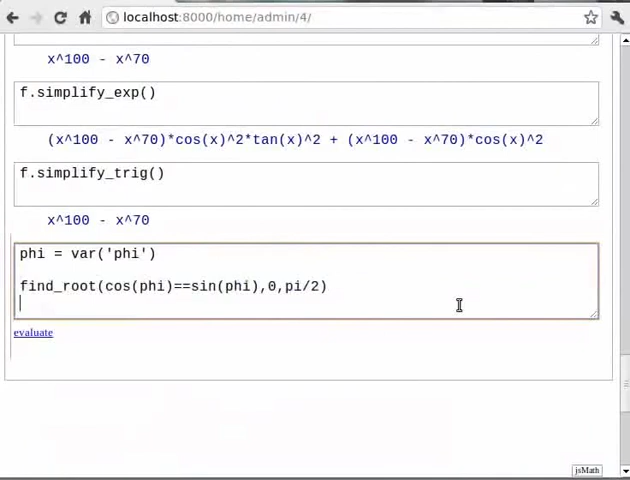 localhost:8000/home/admin/4/
x^100 - x^70
f.simplify_exp()
(x^100 - x^70)*cos(x)^2*tan(x)^2 + (x^100 - x^70)*cos(x)^2
f.simplify_trig()
x^100 - x^70
phi = var('phi')
find_root(cos(phi)==sin(phi),0,pi/2)
evaluate
jsMath